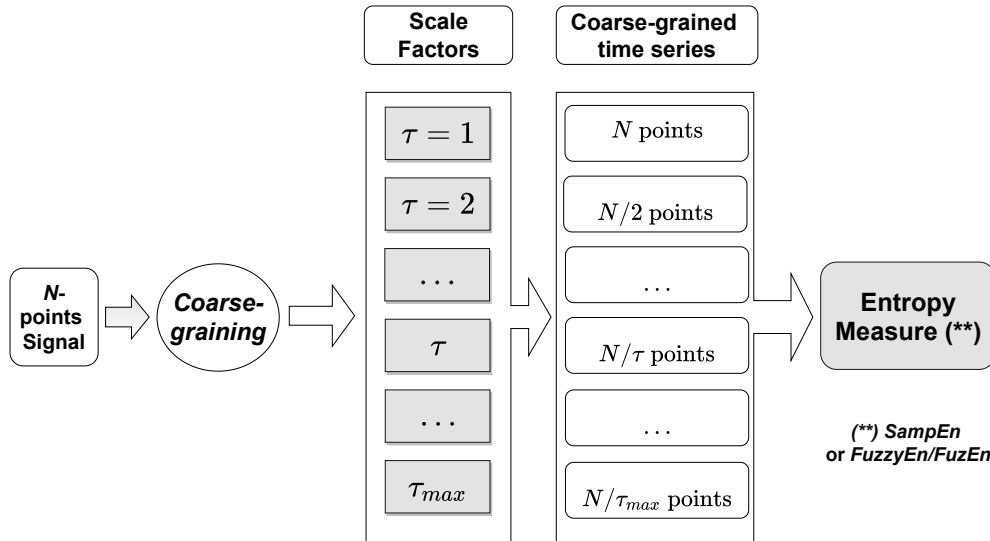 Scale
Factors
Coarse-grained
time series
τ = 1
τ = 2
...
τ
...
τ_max
N points
N/2 points
...
N/τ points
...
N/τ_max points
N-
points
Signal
Coarse-
graining
Entropy
Measure (**)
(**) SampEn
or FuzzyEn/FuzEn